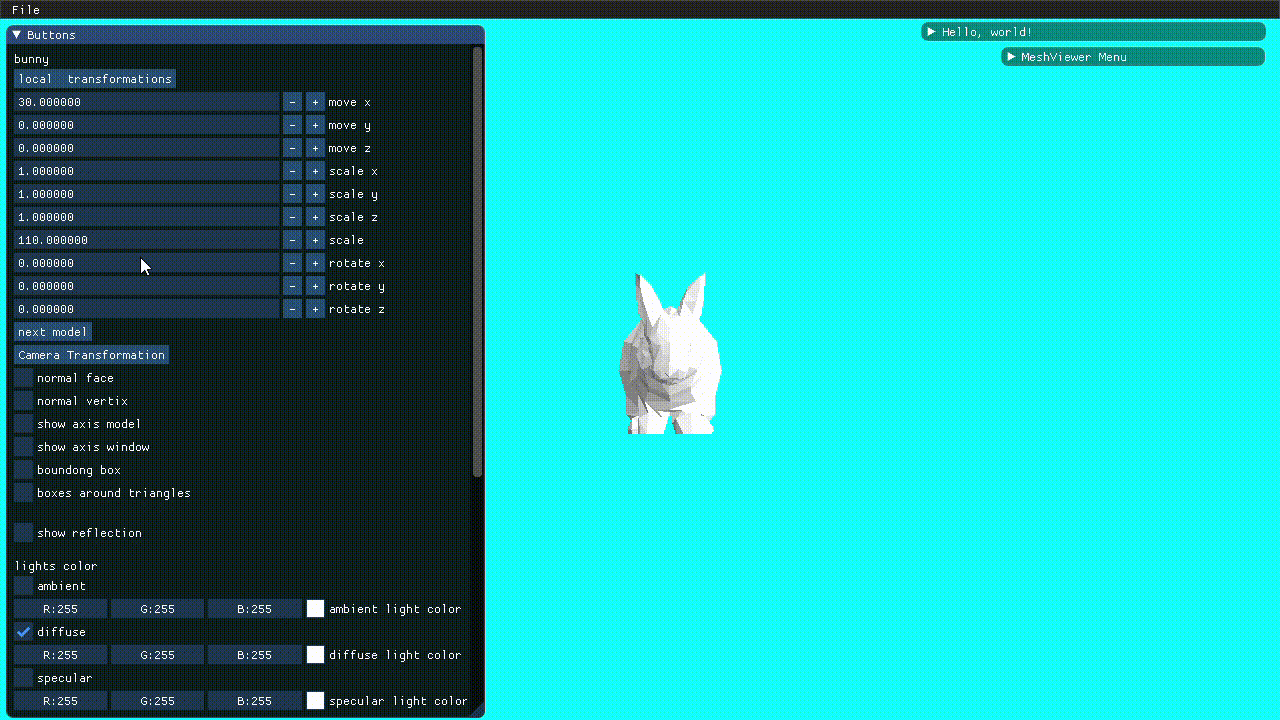 File
Buttons
bunny
local  transformations
30.000000 - + move x
0.000000 - + move y
0.000000 - + move z
1.000000 - + scale x
1.000000 - + scale y
1.000000 - + scale z
110.000000 - + scale
0.000000 - + rotate x
0.000000 - + rotate y
0.000000 - + rotate z
next model
Camera Transformation
normal face
normal vertix
show axis model
show axis window
boundong box
boxes around triangles
show reflection
lights color
ambient
R:255 G:255 B:255 ambient light color
diffuse
R:255 G:255 B:255 diffuse light color
specular
R:255 G:255 B:255 specular light color
Hello, world!
MeshViewer Menu